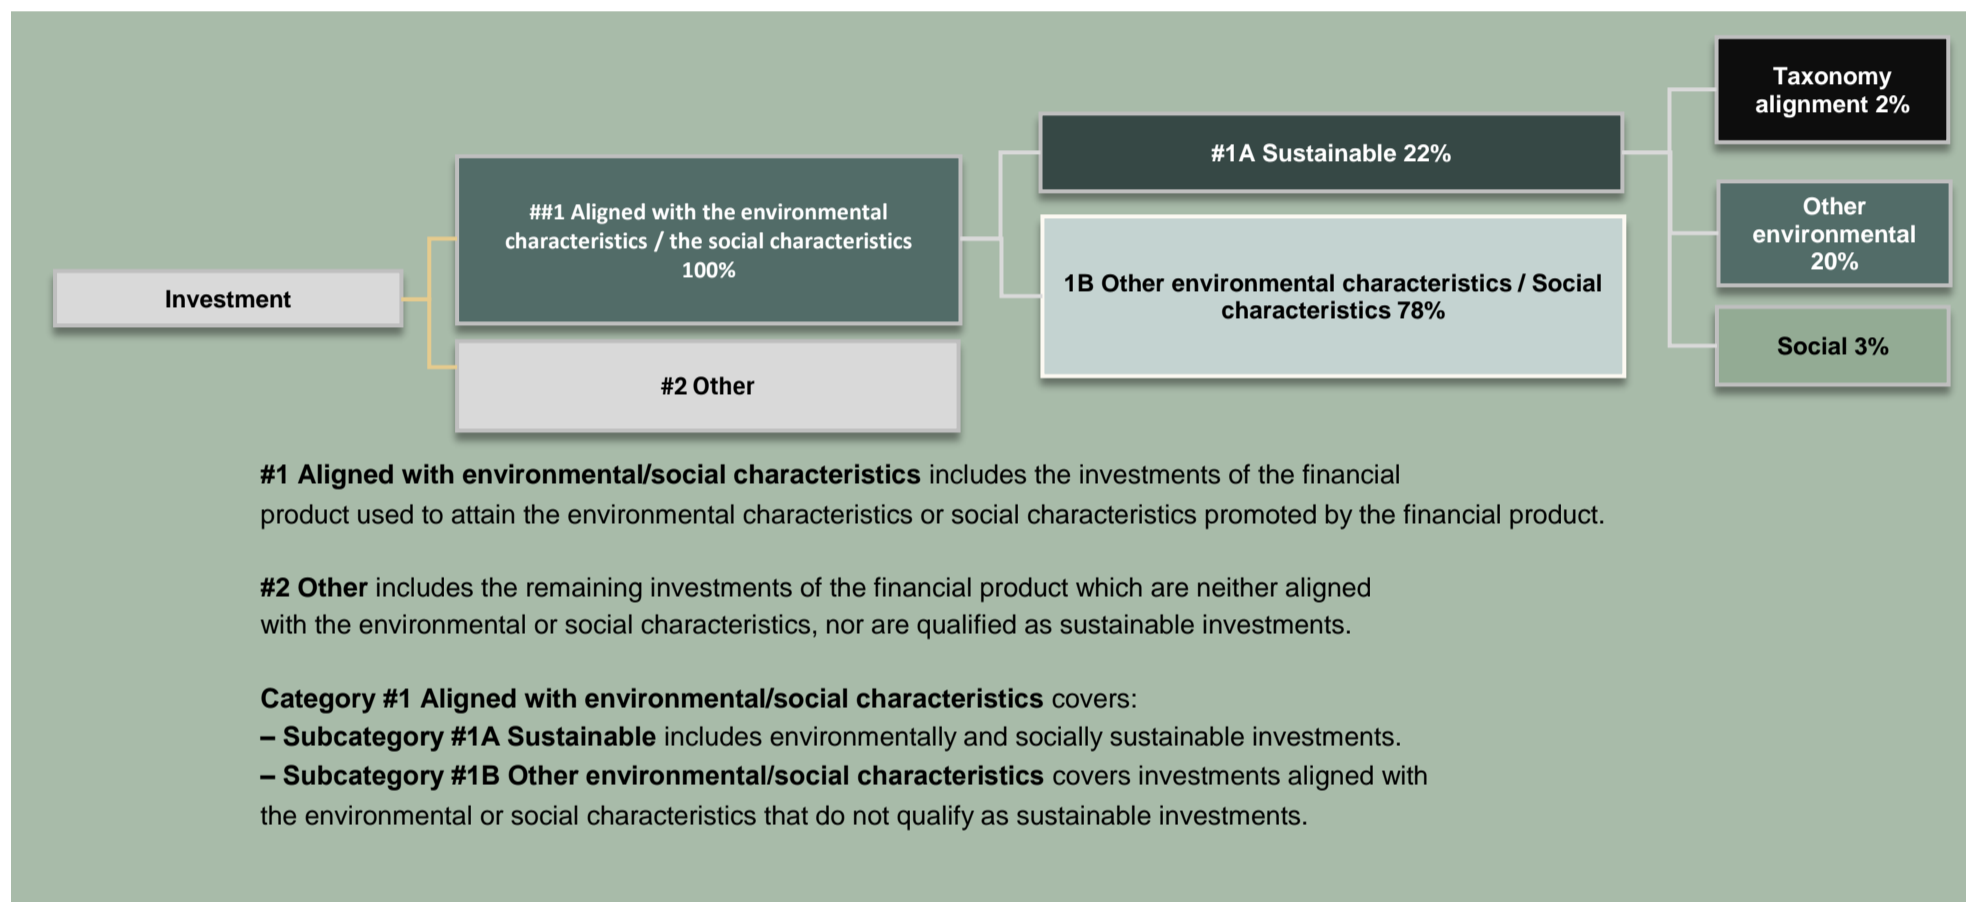 Taxonomy
alignment 2%
#1A Sustainable 22%
##1 Aligned with the environmental
characteristics / the social characteristics
100%
Other
environmental
20%
1B Other environmental characteristics / Social
characteristics 78%
Investment
Social 3%
#2 Other
#1 Aligned with environmental/social characteristics includes the investments of the financial
product used to attain the environmental characteristics or social characteristics promoted by the financial product.
#2 Other includes the remaining investments of the financial product which are neither aligned
with the environmental or social characteristics, nor are qualified as sustainable investments.
Category #1 Aligned with environmental/social characteristics covers:
– Subcategory #1A Sustainable includes environmentally and socially sustainable investments.
– Subcategory #1B Other environmental/social characteristics covers investments aligned with
the environmental or social characteristics that do not qualify as sustainable investments.